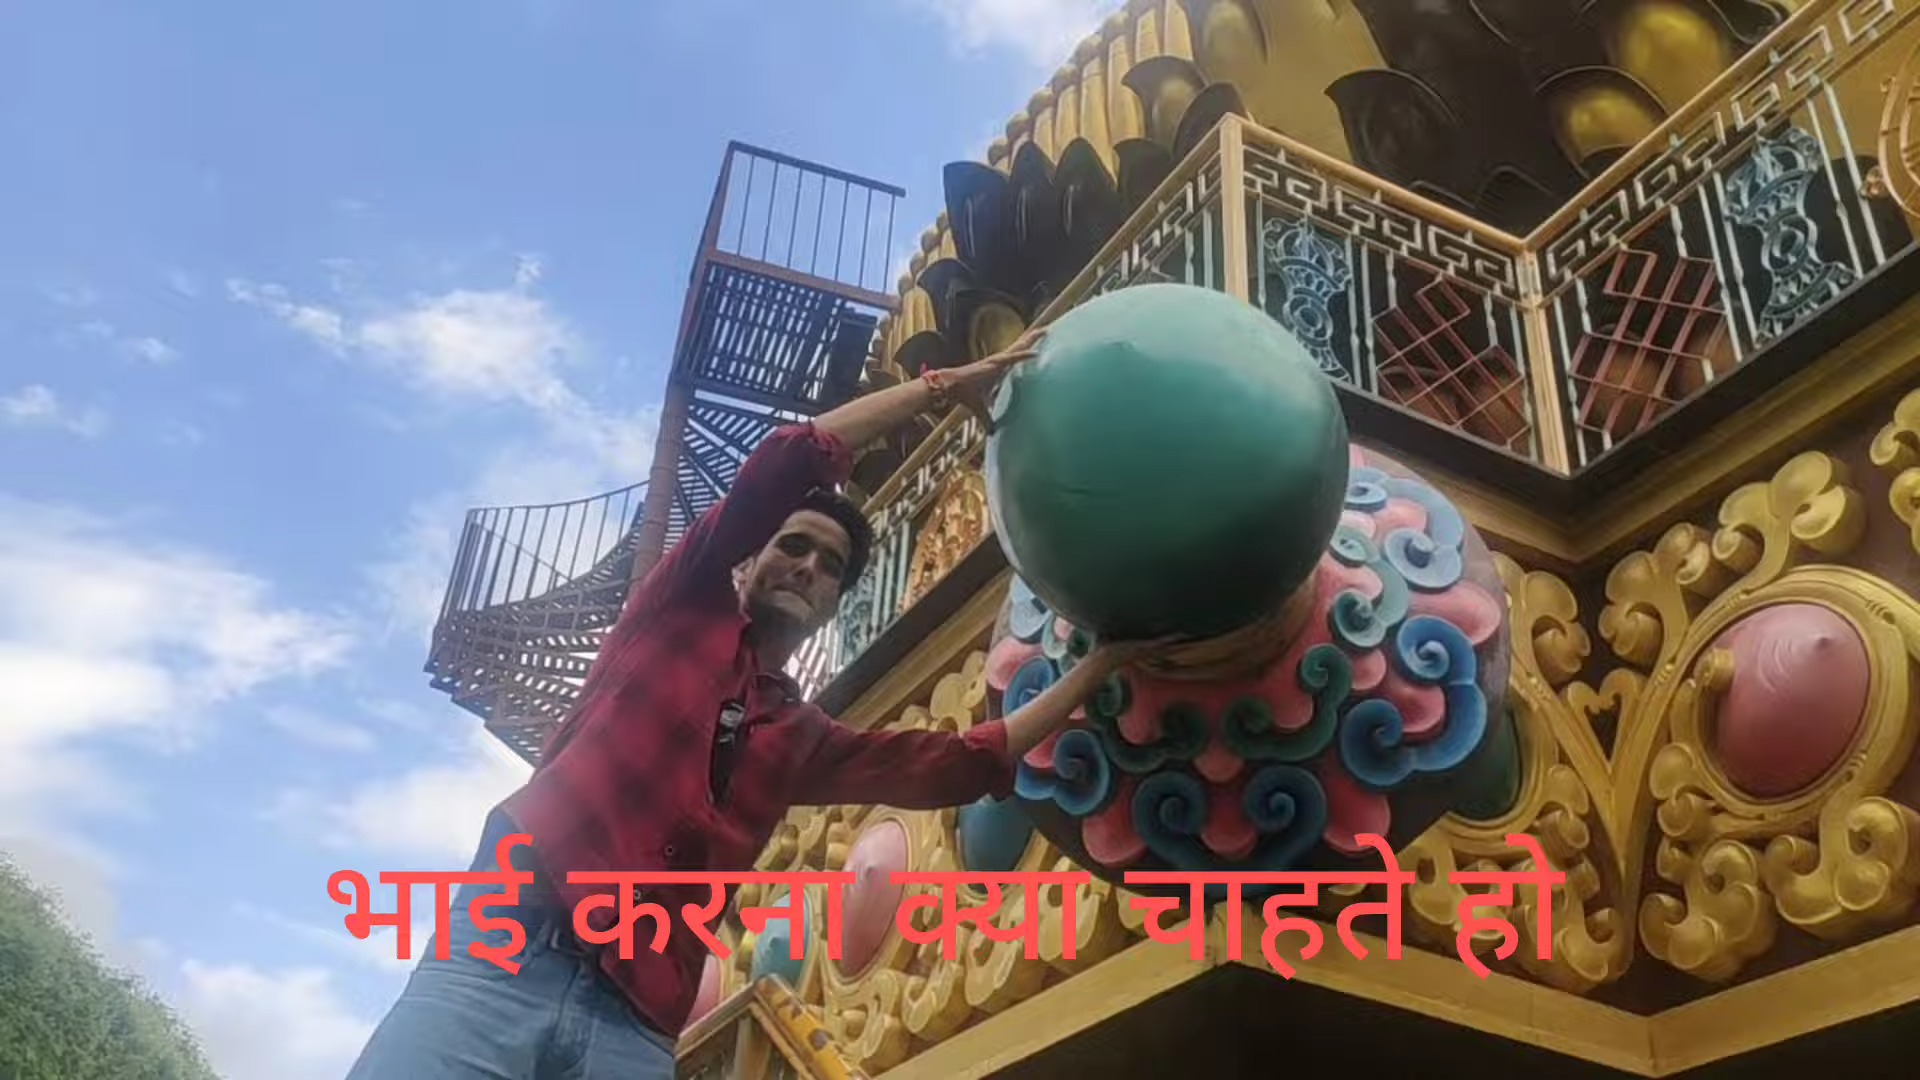 भाई करना क्या चाहते हो